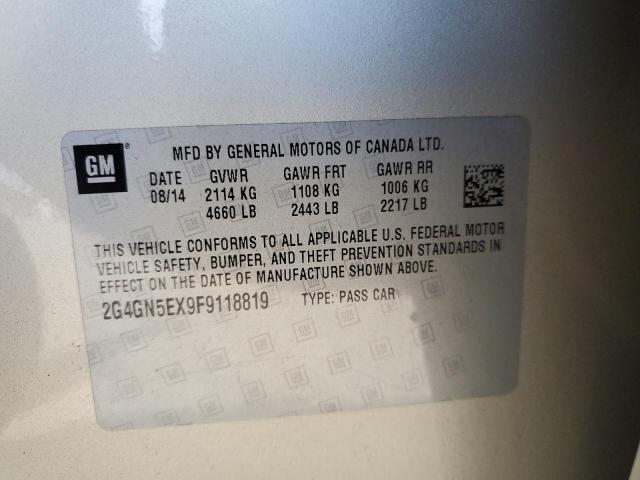 GM ® MFD BY GENERAL MOTORS OF CANADA LTD.
DATE GVWR GAWR FRT GAWR RR
08/14 2114 KG 1108 KG 1006 KG
4660 LB 2443 LB 2217 LB
THIS VEHICLE CONFORMS TO ALL APPLICABLE U.S. FEDERAL MOTOR
VEHICLE SAFETY, BUMPER, AND THEFT PREVENTION STANDARDS IN
EFFECT ON THE DATE OF MANUFACTURE SHOWN ABOVE.
2G4GN5EX9F9118819 TYPE: PASS CAR